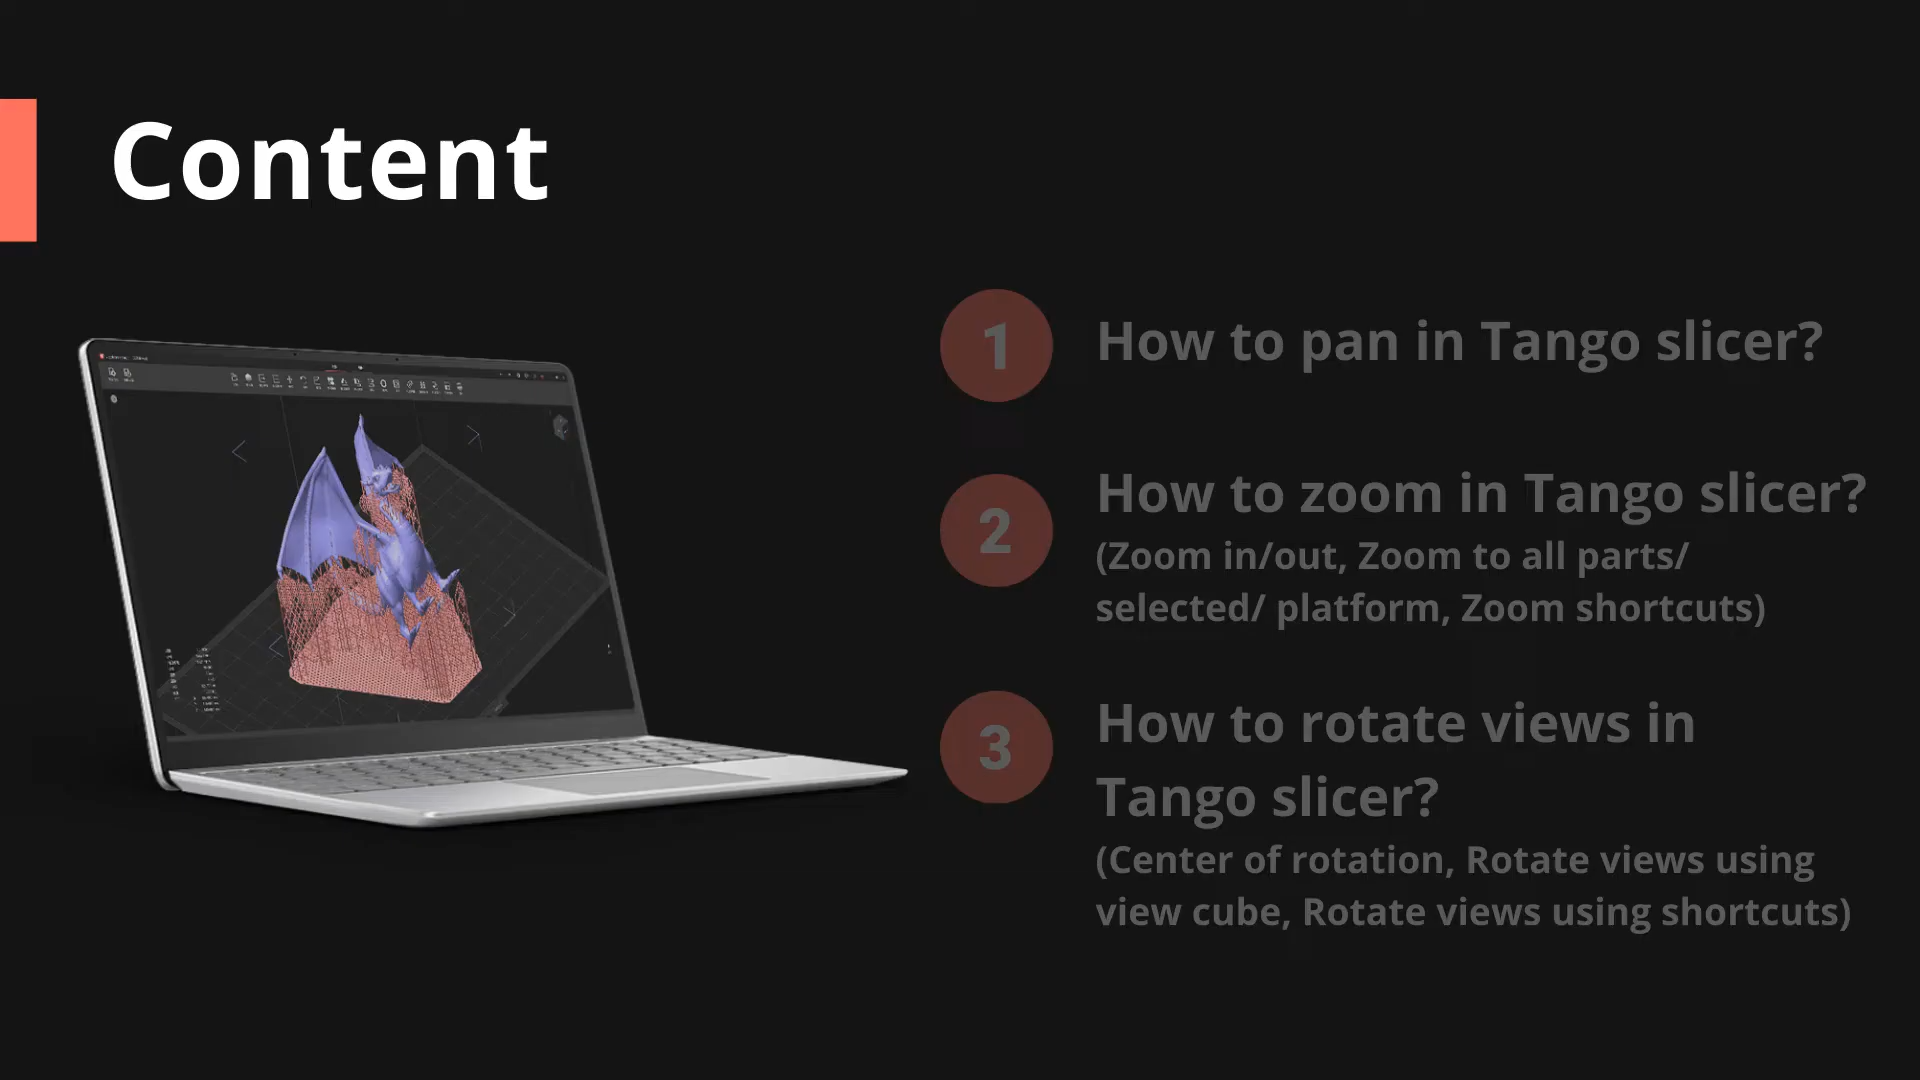 Content
1
How to pan in Tango slicer?
2
How to zoom in Tango slicer?
(Zoom in/out, Zoom to all parts/
selected/ platform, Zoom shortcuts)
3
How to rotate views in
Tango slicer?
(Center of rotation, Rotate views using
view cube, Rotate views using shortcuts)